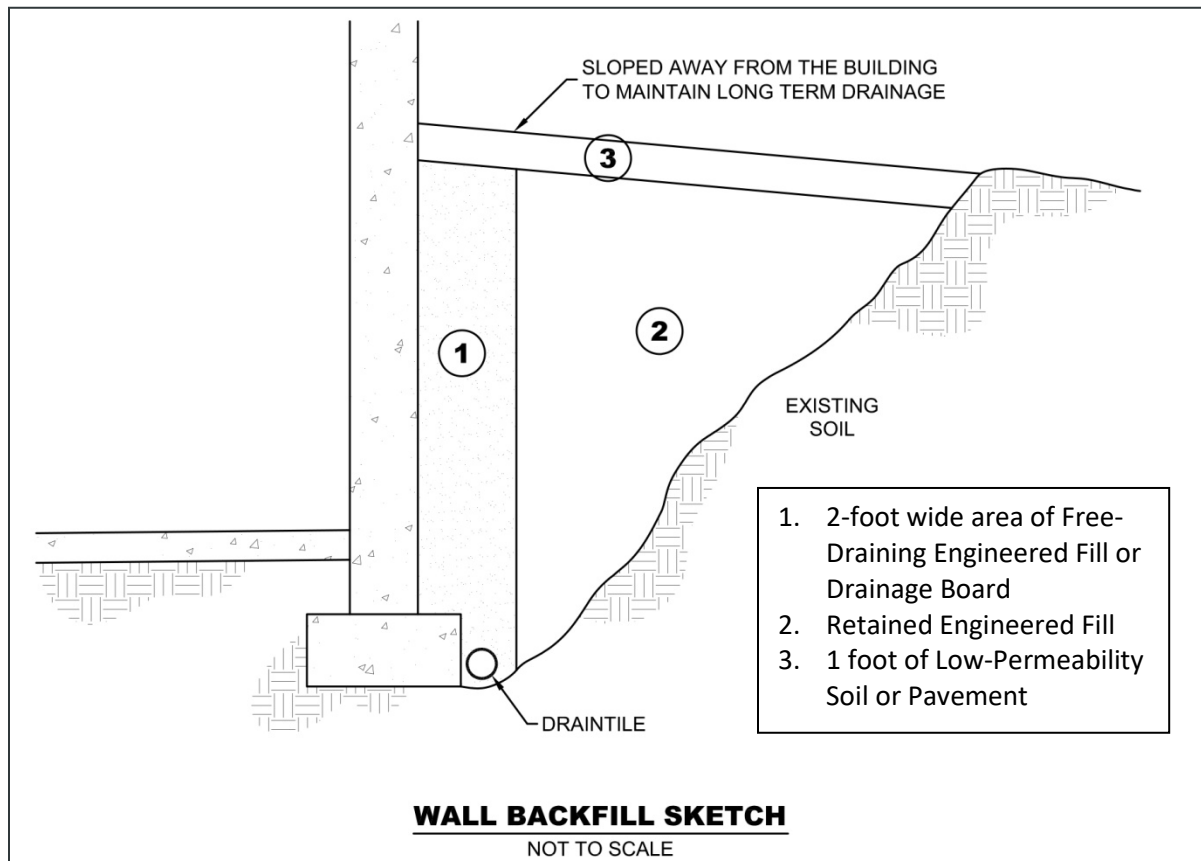 SLOPED AWAY FROM THE BUILDING
TO MAINTAIN LONG TERM DRAINAGE
3
1
2
EXISTING
SOIL
1. 2-foot wide area of Free-
Draining Engineered Fill or
Drainage Board
2. Retained Engineered Fill
3. 1 foot of Low-Permeability
Soil or Pavement
DRAINTILE
WALL BACKFILL SKETCH
NOT TO SCALE